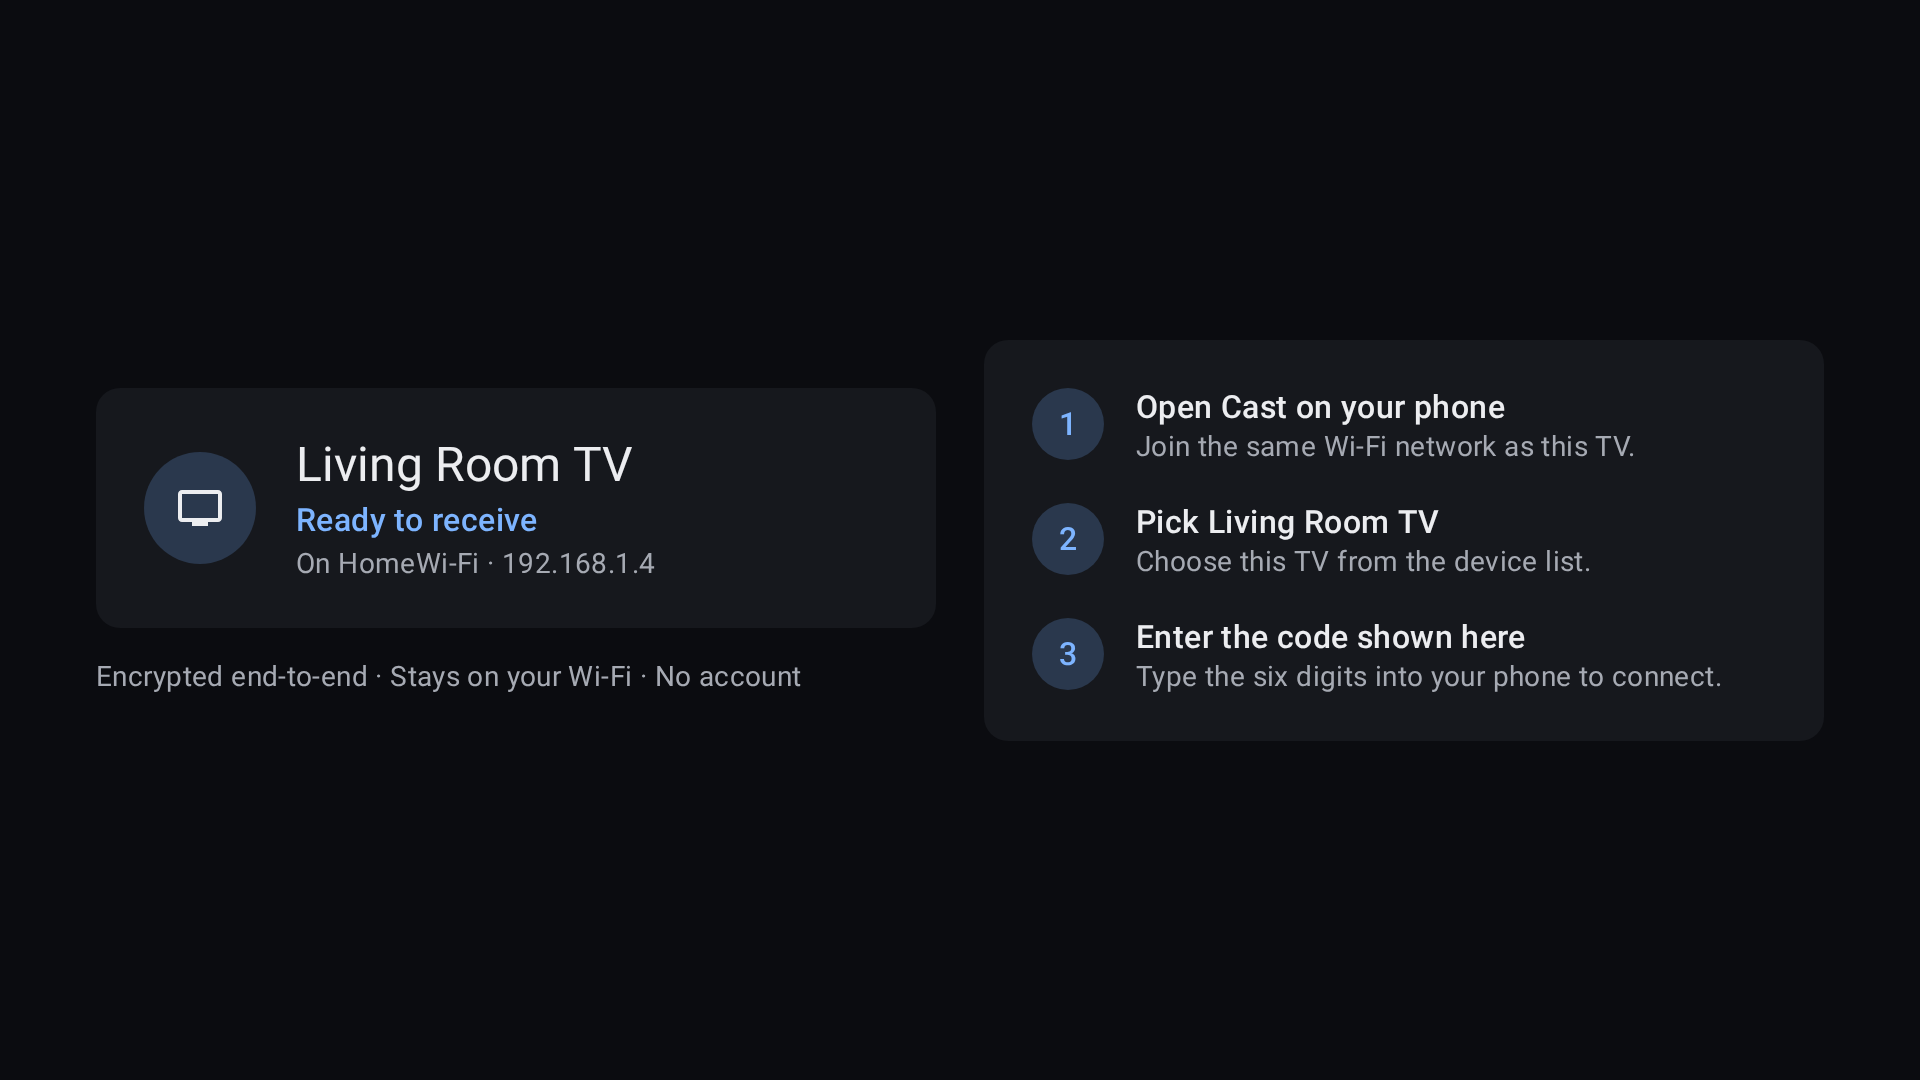 Living Room TV
Ready to receive
On HomeWi-Fi · 192.168.1.4
Encrypted end-to-end · Stays on your Wi-Fi · No account
1
Open Cast on your phone
Join the same Wi-Fi network as this TV.
2
Pick Living Room TV
Choose this TV from the device list.
3
Enter the code shown here
Type the six digits into your phone to connect.